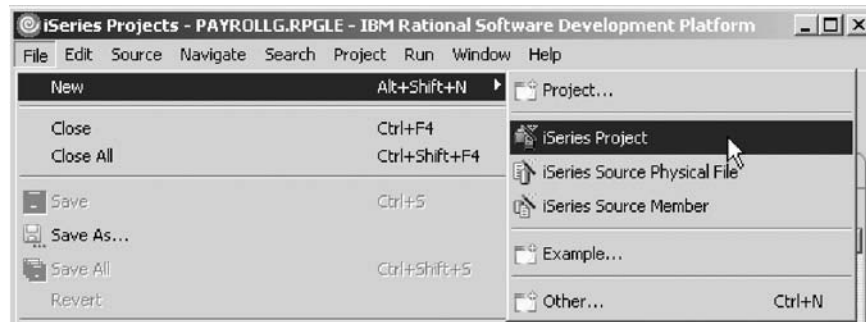 iSeries Projects - PAYROLLG.RPGLE - IBM Rational Software Development Platform
File Edit Source Navigate Search Project Run Window Help
New Alt+Shift+N
Project...
Close Ctrl+F4
iSeries Project
Close All Ctrl+Shift+F4
iSeries Source Physical File
Save Ctrl+S
iSeries Source Member
Save As...
Example...
Save All Ctrl+Shift+S
Revert
Other... Ctrl+N